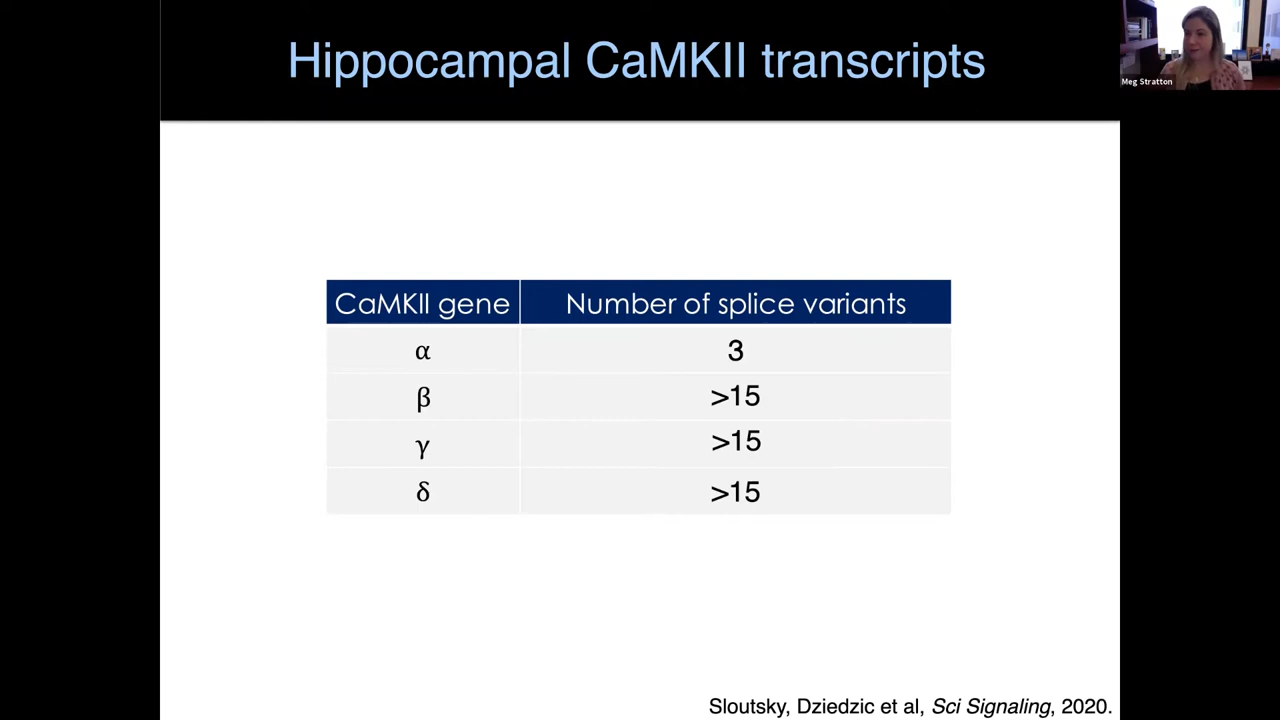 Hippocampal CaMKII transcripts
Meg Stratton
CaMKII gene Number of splice variants
α 3
β >15
γ >15
δ >15
Sloutsky, Dziedzic et al, Sci Signaling, 2020.